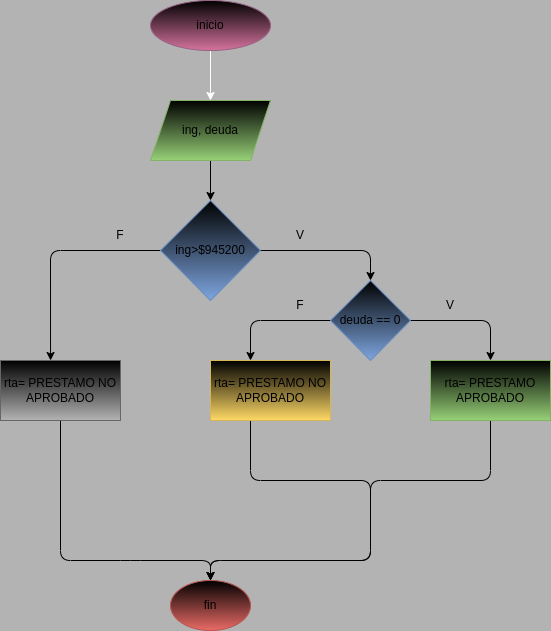 inicio
ing, deuda
F
V
ing>$945200
F
V
deuda == 0
rta= PRESTAMO NO
APROBADO
rta= PRESTAMO NO
APROBADO
rta= PRESTAMO
APROBADO
fin